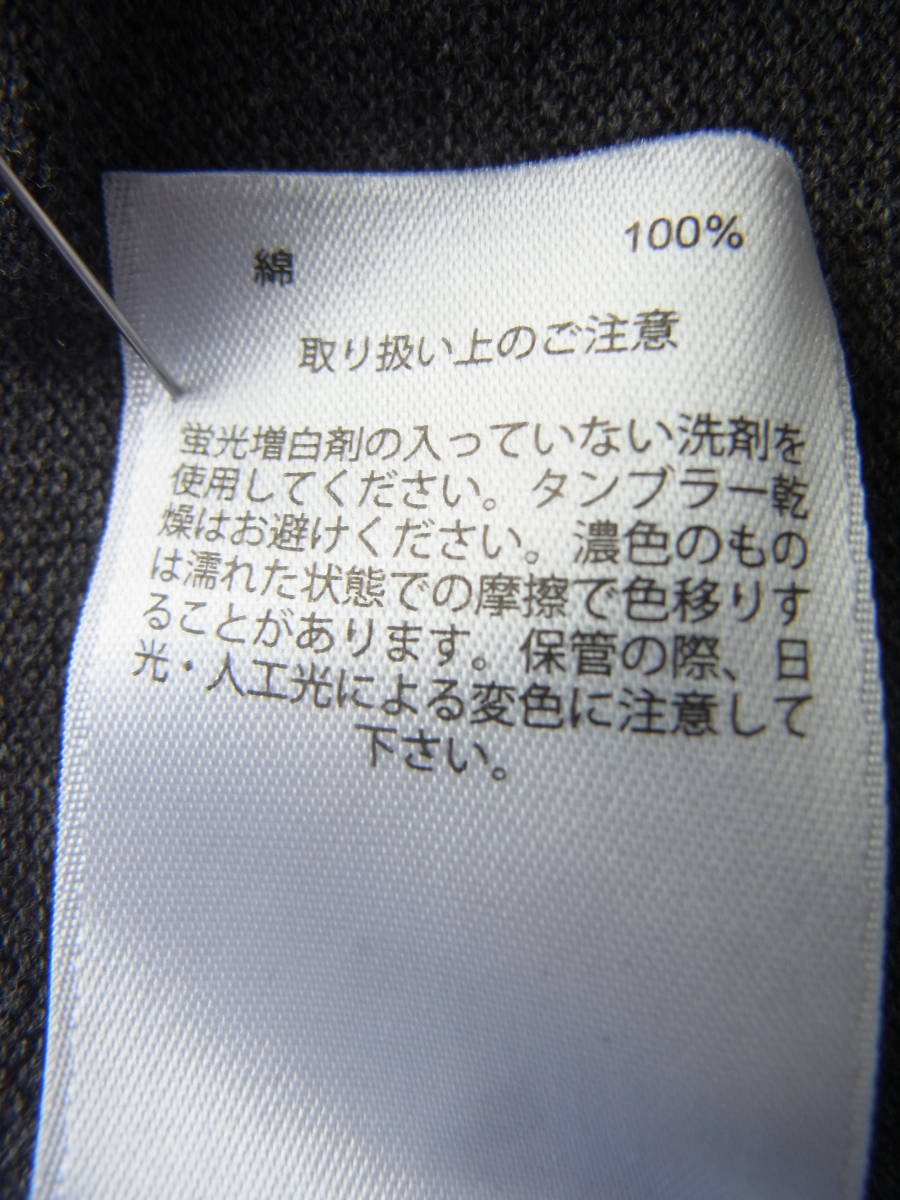 綿 100%
取り扱い上のご注意
蛍光増白剤の入っていない洗剤を
使用してください。タンブラー乾
燥はお避けください。濃色のもの
は濡れた状態での摩擦で色移りす
ることがあります。保管の際、日
光・人工光による変色に注意して
下さい。